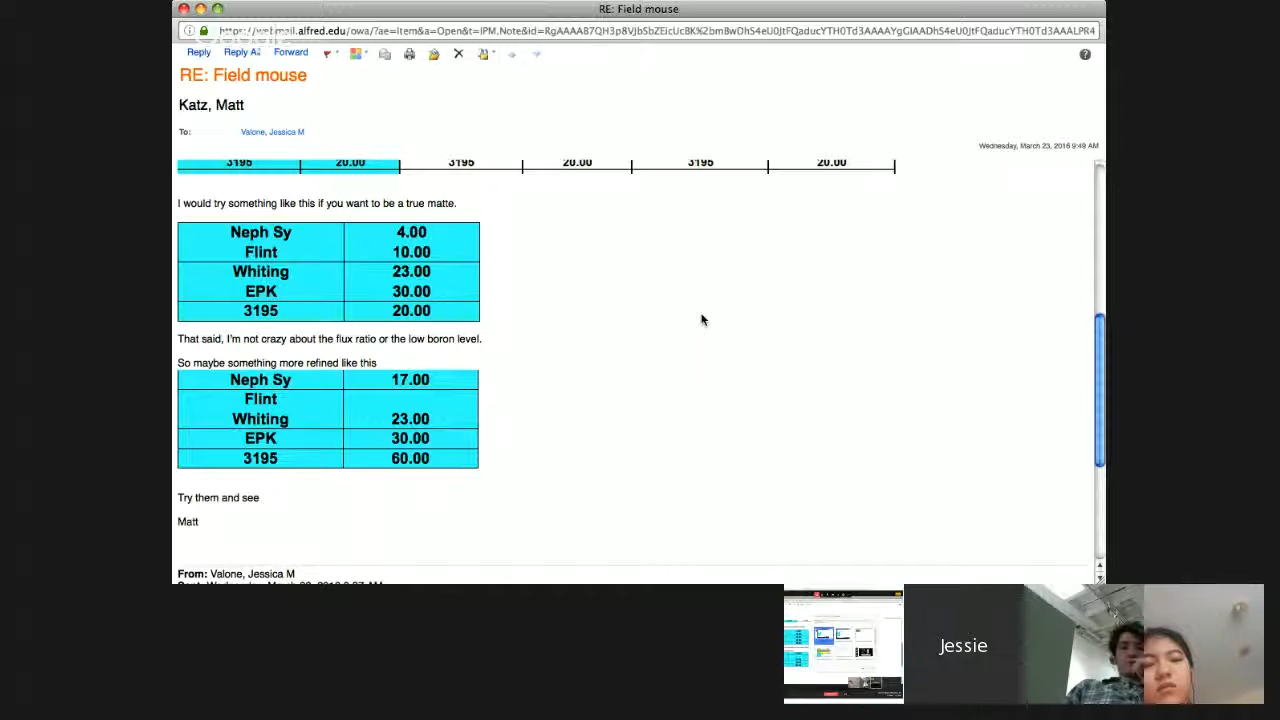 RE: Field mouse
Reply Reply All Forward
RE: Field mouse
Katz, Matt
To: Valone, Jessica M
Wednesday, March 23, 2016 9:49 AM
3195 20.00 3195 20.00 3195 20.00
I would try something like this if you want to be a true matte.
Neph Sy 4.00
Flint 10.00
Whiting 23.00
EPK 30.00
3195 20.00
That said, I'm not crazy about the flux ratio or the low boron level.
So maybe something more refined like this
Neph Sy 17.00
Flint
Whiting 23.00
EPK 30.00
3195 60.00
Try them and see
Matt
From: Valone, Jessica M
Jessie